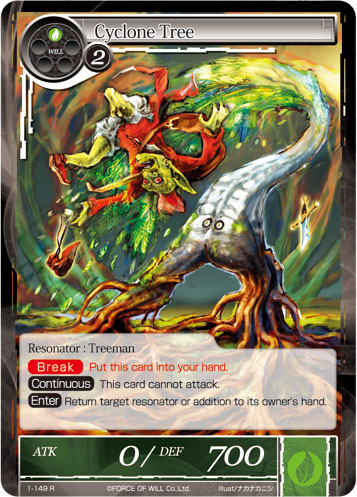 Cyclone Tree
WILL
2
Resonator : Treeman
Break Put this card into your hand.
Continuous This card cannot attack.
Enter Return target resonator or addition to its owner's hand.
ATK 0 / DEF 700
1-149 R ©FORCE OF WILL Co.,Ltd. Illust/ナカナカニシ